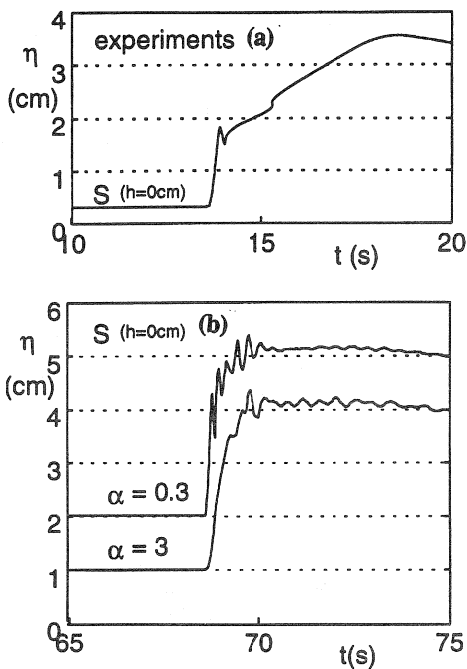 4
η experiments (a)
3
(cm)
2
1
S (h=0cm)
0
10 15 20
t (s)
6
S (h=0cm) (b)
η 5
(cm)
4
3
α = 0.3
2
α = 3
1
0
65 70 75
t(s)